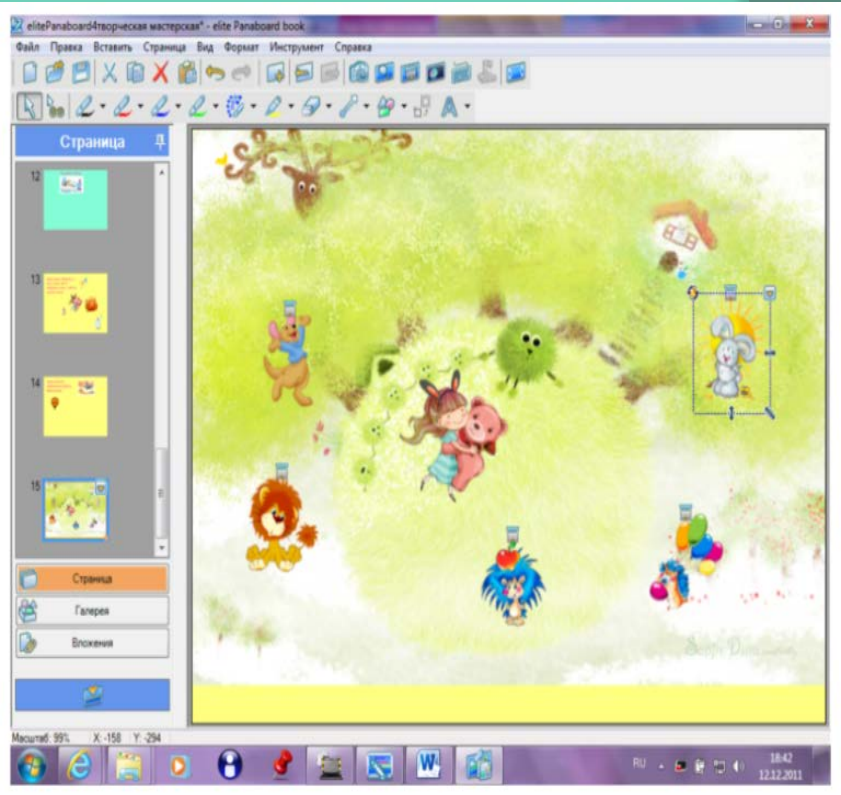 elitePanaboard4творческая мастерская* - elite Panaboard book
Файл Правка Вставить Страница Вид Формат Инструмент Справка
Страница
12
13
14
15
Страница
Галерея
Вложения
Масштаб: 99% X: -158 Y: -294
RU
18:42
12.12.2011